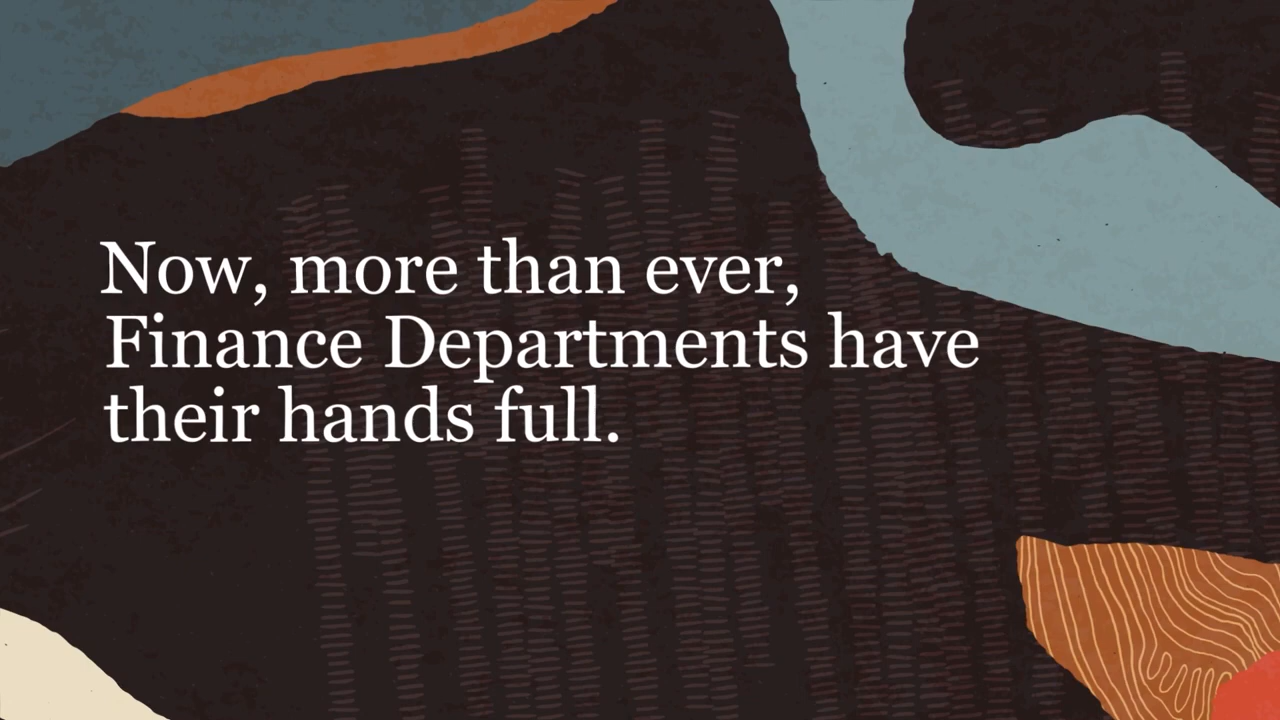 Now, more than ever,
Finance Departments have
their hands full.